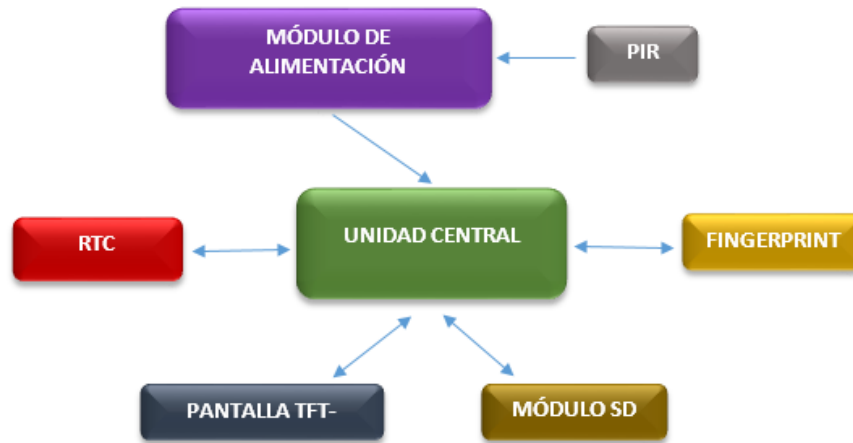 MÓDULO DE
ALIMENTACIÓN
PIR
RTC
UNIDAD CENTRAL
FINGERPRINT
PANTALLA TFT-
MÓDULO SD